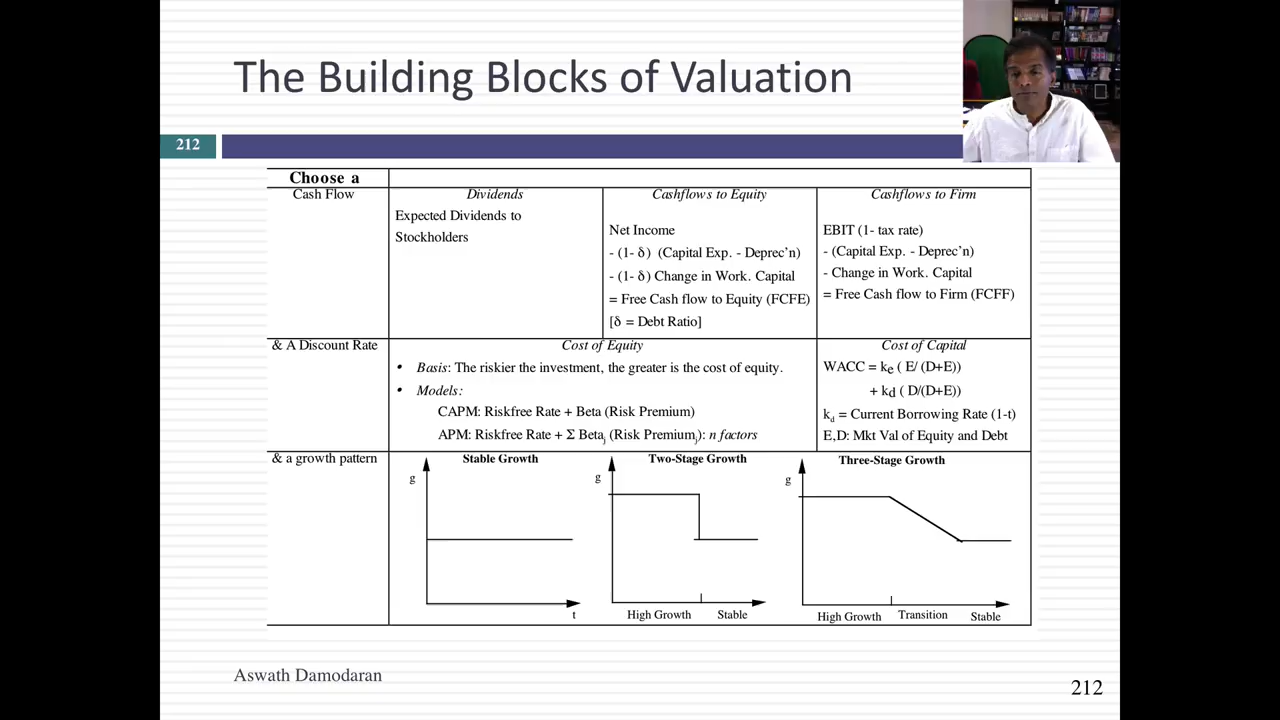 The Building Blocks of Valuation
212
Choose a
Cash Flow
Dividends
Expected Dividends to
Stockholders
Cashflows to Equity
Net Income
- (1- δ) (Capital Exp. - Deprec’n)
- (1- δ) Change in Work. Capital
= Free Cash flow to Equity (FCFE)
[δ = Debt Ratio]
Cashflows to Firm
EBIT (1- tax rate)
- (Capital Exp. - Deprec’n)
- Change in Work. Capital
= Free Cash flow to Firm (FCFF)
& A Discount Rate
Cost of Equity
• Basis: The riskier the investment, the greater is the cost of equity.
• Models:
CAPM: Riskfree Rate + Beta (Risk Premium)
APM: Riskfree Rate + Σ Betaj (Risk Premiumj): n factors
Cost of Capital
WACC = ke ( E/ (D+E))
+ kd ( D/(D+E))
kd = Current Borrowing Rate (1-t)
E,D: Mkt Val of Equity and Debt
& a growth pattern
Stable Growth
g
t
Two-Stage Growth
g
High Growth Stable
Three-Stage Growth
g
High Growth Transition Stable
Aswath Damodaran
212